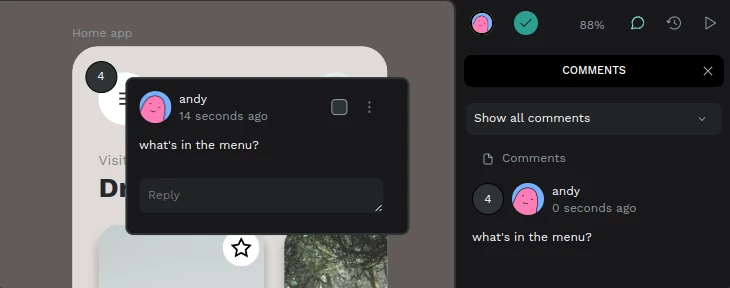 Home app
88%
4
andy
14 seconds ago
what's in the menu?
Reply
Visit
Dr
COMMENTS
Show all comments
Comments
4
andy
0 seconds ago
what's in the menu?